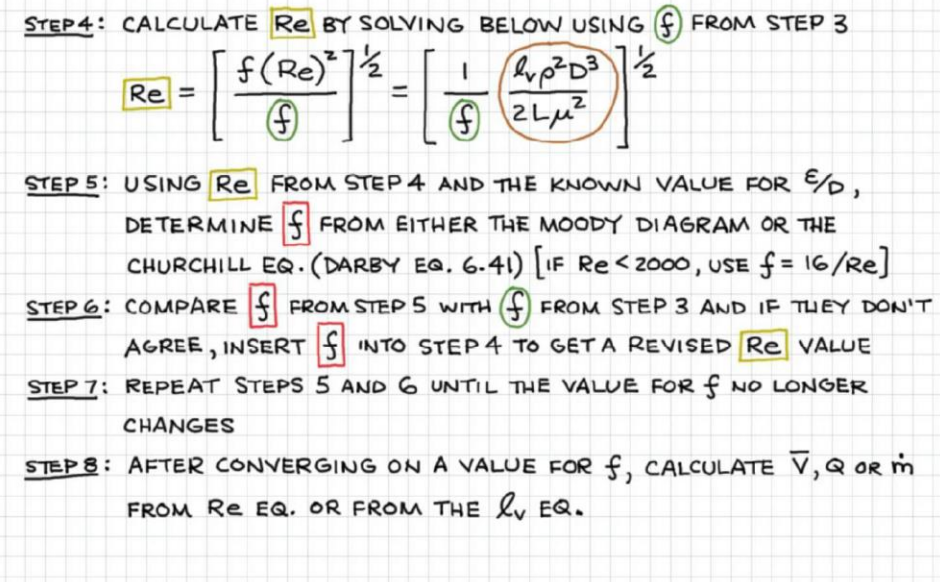 STEP 4: CALCULATE Re BY SOLVING BELOW USING f FROM STEP 3
Re = [f(Re)²/f]^½ = [1/f ℓᵥρ²D³/2Lμ²]^½
STEP 5: USING Re FROM STEP 4 AND THE KNOWN VALUE FOR ε/D,
DETERMINE f FROM EITHER THE MOODY DIAGRAM OR THE
CHURCHILL EQ. (DARBY EQ. 6.41) [IF Re < 2000, USE f = 16/Re]
STEP 6: COMPARE f FROM STEP 5 WITH f FROM STEP 3 AND IF THEY DON'T
AGREE, INSERT f INTO STEP 4 TO GET A REVISED Re VALUE
STEP 7: REPEAT STEPS 5 AND 6 UNTIL THE VALUE FOR f NO LONGER
CHANGES
STEP 8: AFTER CONVERGING ON A VALUE FOR f, CALCULATE V̅, Q OR ṁ
FROM Re EQ. OR FROM THE ℓᵥ EQ.